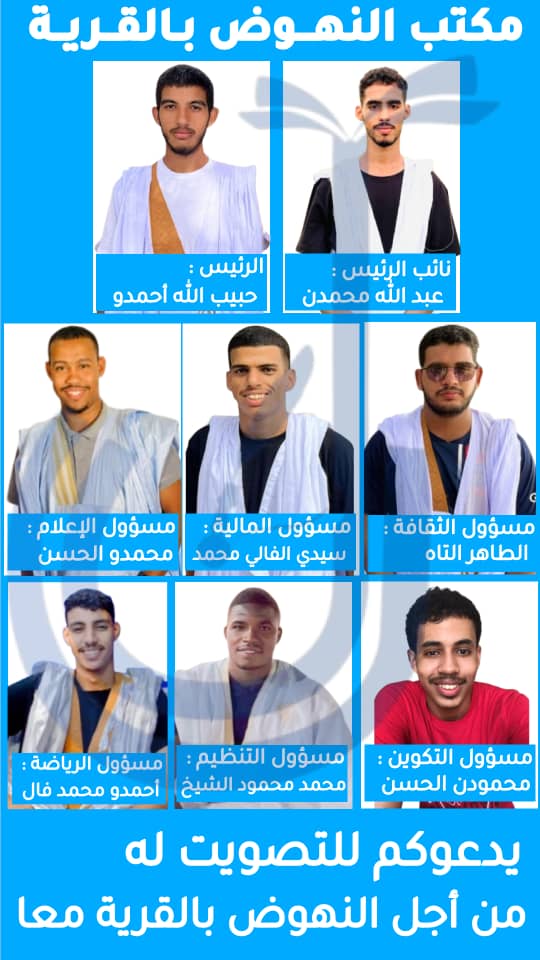 مكتب النهوض بالقرية
الرئيس :
حبيب الله أحمدو
نائب الرئيس :
عبد الله محمدن
مسؤول الثقافة :
الطاهر التاه
مسؤول المالية :
سيدي الفالي محمد
مسؤول الإعلام :
محمدو الحسن
مسؤول التكوين :
محمودن الحسن
مسؤول التنظيم :
محمد محمود الشيخ
مسؤول الرياضة :
أحمدو محمد فال
يدعوكم للتصويت له
من أجل النهوض بالقرية معا